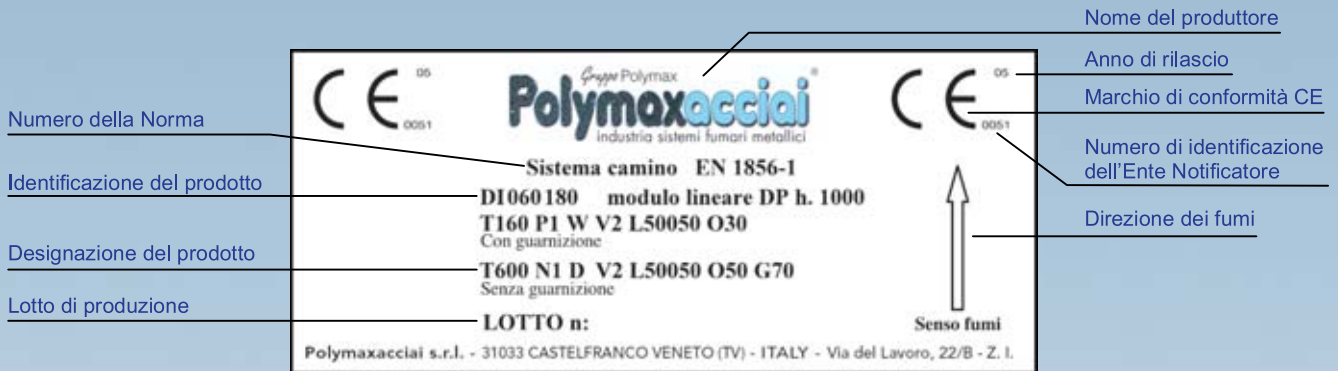 Nome del produttore
Anno di rilascio
Marchio di conformità CE
Numero di identificazione
dell'Ente Notificatore
Direzione dei fumi
Numero della Norma
Identificazione del prodotto
Designazione del prodotto
Lotto di produzione
CE 05
0051
Gruppo Polymax
Polymaxacciai®
industria sistemi fumari metallici
CE 05
0051
Sistema camino EN 1856-1
DI060180 modulo lineare DP h. 1000
T160 P1 W V2 L50050 O30
Con guarnizione
T600 N1 D V2 L50050 O50 G70
Senza guarnizione
LOTTO n:
Senso fumi
Polymaxacciai s.r.l. - 31033 CASTELFRANCO VENETO (TV) - ITALY - Via del Lavoro, 22/B - Z. I.